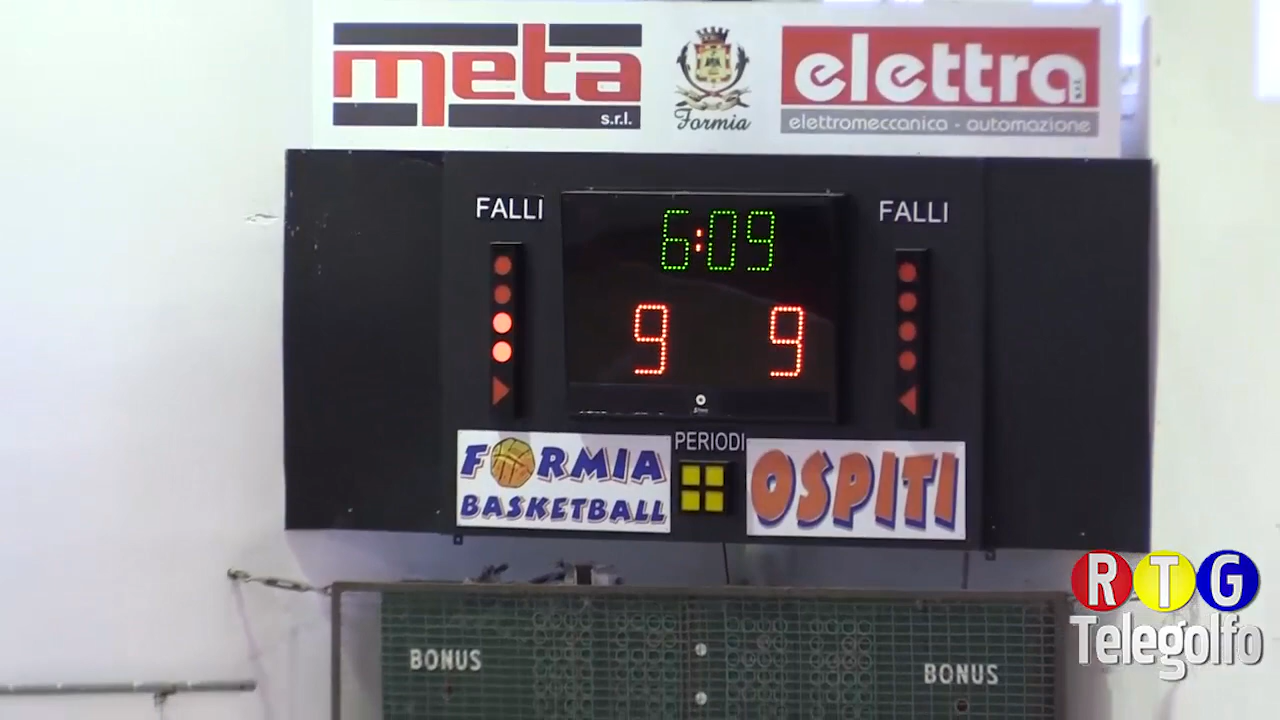 meta
s.r.l.
Formia
elettra s.r.l.
elettromeccanica - automazione
FALLI
FALLI
6:09
9 9
FORMIA
BASKETBALL
PERIODI
OSPITI
BONUS
BONUS
RTG
Telegolfo